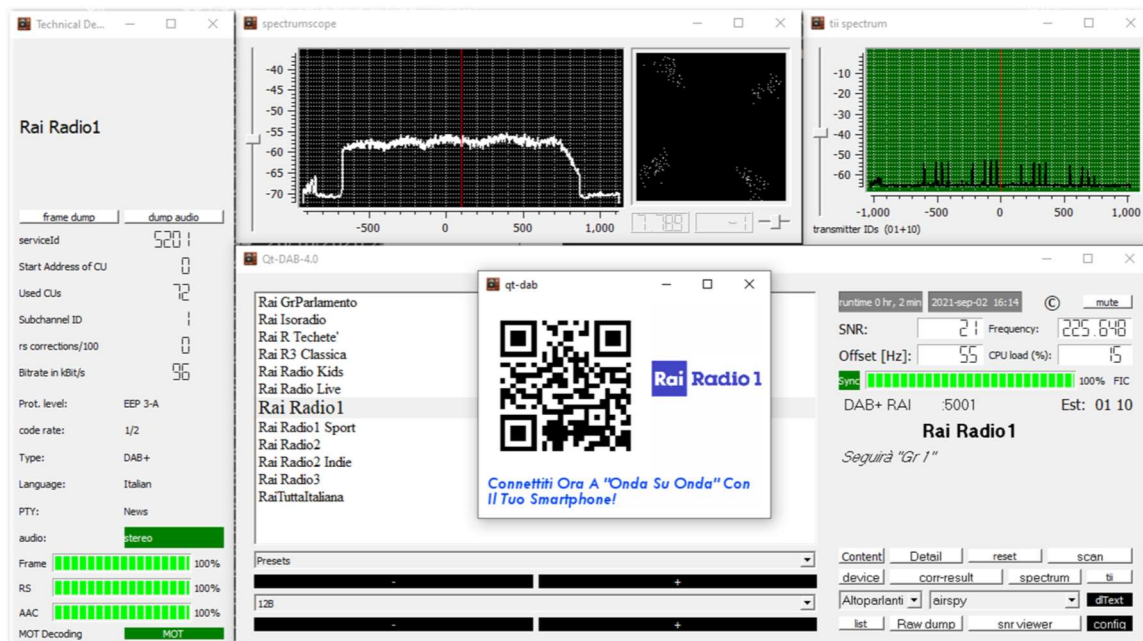 Technical De...
Rai Radio1
frame dump
dump audio
serviceId 5201
Start Address of CU 0
Used CUs 72
Subchannel ID 1
rs corrections/100 0
Bitrate in kBit/s 96
Prot. level: EEP 3-A
code rate: 1/2
Type: DAB+
Language: Italian
PTY: News
audio: stereo
Frame 100%
RS 100%
AAC 100%
MOT Decoding MOT
spectrumscope
-40
-45
-50
-55
-60
-65
-70
-500 0 500 1,000
-1
tii spectrum
-10
-20
-30
-40
-50
-60
-1,000 -500 0 500 1,000
transmitter IDs (01+10)
Qt-DAB-4.0
Rai GrParlamento
Rai Isoradio
Rai R Techete'
Rai R3 Classica
Rai Radio Kids
Rai Radio Live
Rai Radio1
Rai Radio1 Sport
Rai Radio2
Rai Radio2 Indie
Rai Radio3
RaiTuttaItaliana
Presets
- +
12B
- +
qt-dab
Rai Radio 1
Connettiti Ora A "Onda Su Onda" Con
Il Tuo Smartphone!
runtime 0 hr, 2 min 2021-sep-02 16:14 © mute
SNR: 21 Frequency: 225.648
Offset [Hz]: 55 CPU load (%): 15
Sync 100% FIC
DAB+ RAI :5001 Est: 01 10
Rai Radio1
Seguirà "Gr 1"
Content Detail reset scan
device corr-result spectrum tii
Altoparlanti airspy dlText
list Raw dump snr viewer config